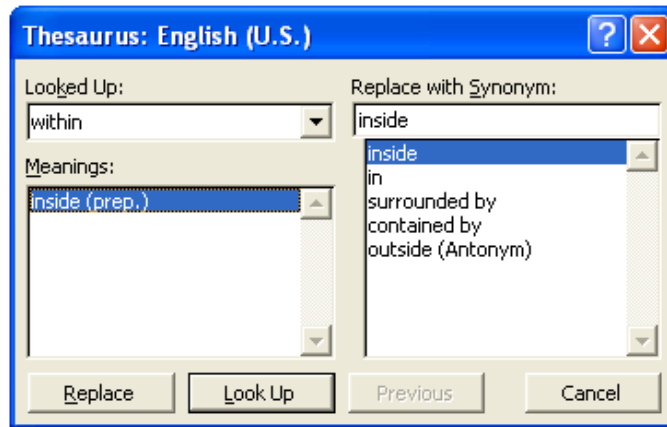 Thesaurus: English (U.S.)
Looked Up:
within
Meanings:
inside (prep.)
Replace with Synonym:
inside
inside
in
surrounded by
contained by
outside (Antonym)
Replace
Look Up
Previous
Cancel